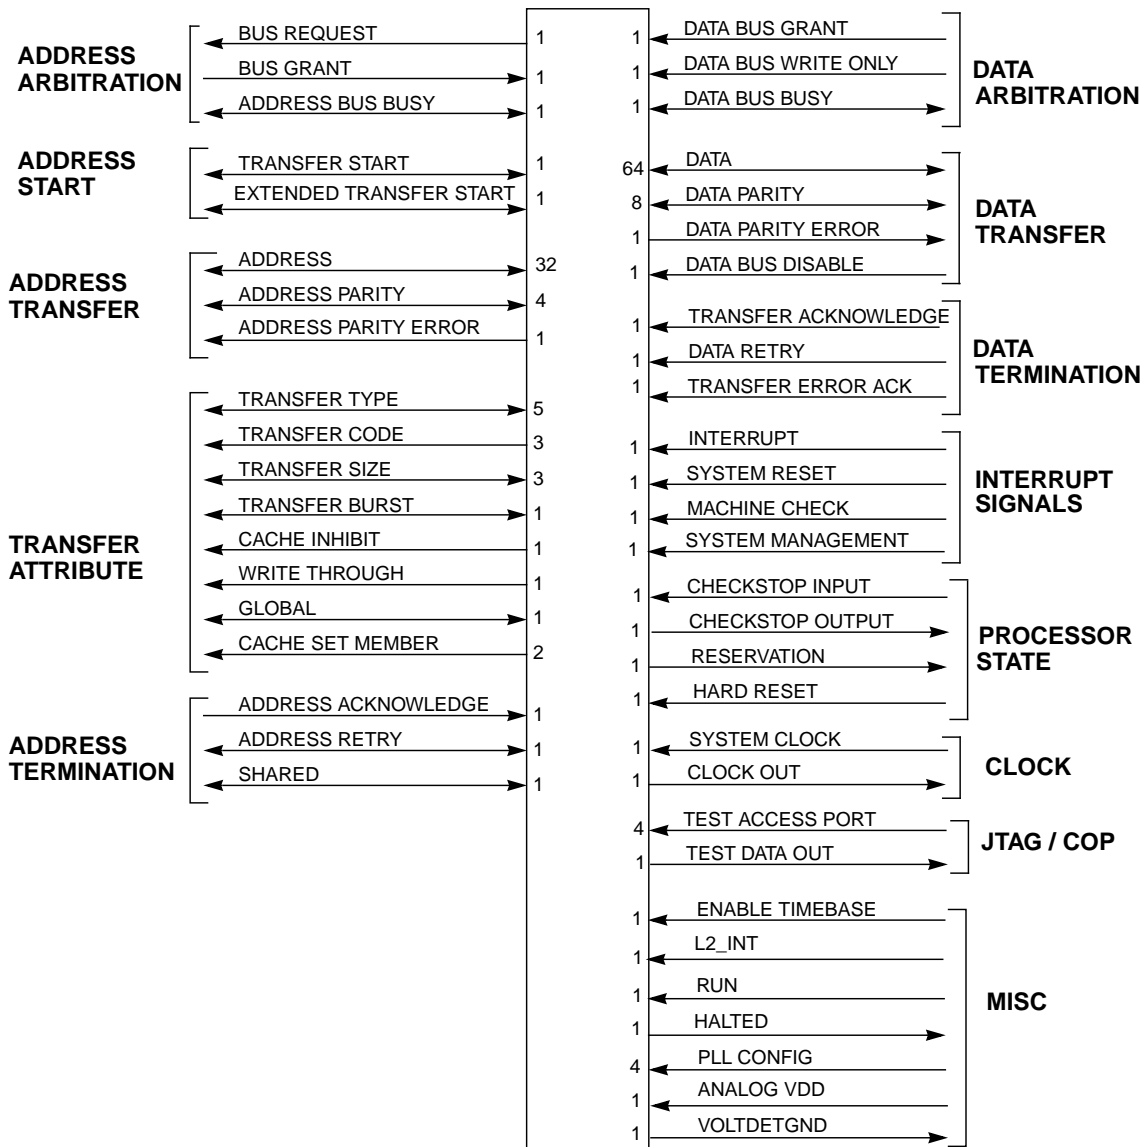 ADDRESS
ARBITRATION
BUS REQUEST 1
BUS GRANT 1
ADDRESS BUS BUSY 1
ADDRESS
START
TRANSFER START 1
EXTENDED TRANSFER START 1
ADDRESS
TRANSFER
ADDRESS 32
ADDRESS PARITY 4
ADDRESS PARITY ERROR 1
TRANSFER
ATTRIBUTE
TRANSFER TYPE 5
TRANSFER CODE 3
TRANSFER SIZE 3
TRANSFER BURST 1
CACHE INHIBIT 1
WRITE THROUGH 1
GLOBAL 1
CACHE SET MEMBER 2
ADDRESS
TERMINATION
ADDRESS ACKNOWLEDGE 1
ADDRESS RETRY 1
SHARED 1
1 DATA BUS GRANT
1 DATA BUS WRITE ONLY
1 DATA BUS BUSY
DATA
ARBITRATION
64 DATA
8 DATA PARITY
1 DATA PARITY ERROR
1 DATA BUS DISABLE
DATA
TRANSFER
1 TRANSFER ACKNOWLEDGE
1 DATA RETRY
1 TRANSFER ERROR ACK
DATA
TERMINATION
1 INTERRUPT
1 SYSTEM RESET
1 MACHINE CHECK
1 SYSTEM MANAGEMENT
INTERRUPT
SIGNALS
1 CHECKSTOP INPUT
1 CHECKSTOP OUTPUT
1 RESERVATION
1 HARD RESET
PROCESSOR
STATE
1 SYSTEM CLOCK
1 CLOCK OUT
CLOCK
4 TEST ACCESS PORT
1 TEST DATA OUT
JTAG / COP
1 ENABLE TIMEBASE
1 L2_INT
1 RUN
1 HALTED
4 PLL CONFIG
1 ANALOG VDD
1 VOLTDETGND
MISC